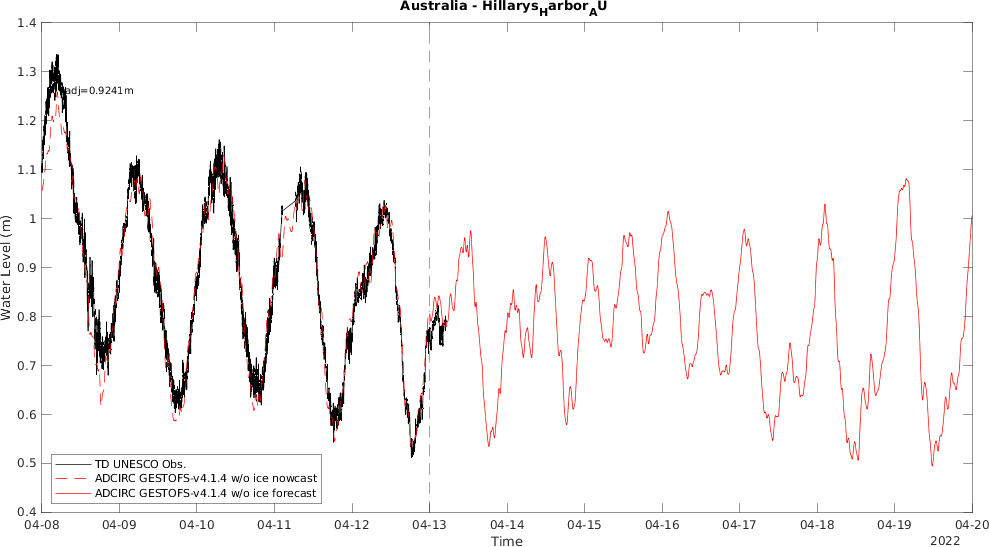 Australia - HillarysHarborAU
1.4
1.3
1.2
1.1
1
0.9
0.8
0.7
0.6
0.5
0.4
Water Level (m)
adj=0.9241m
TD UNESCO Obs.
ADCIRC GESTOFS-v4.1.4 w/o ice nowcast
ADCIRC GESTOFS-v4.1.4 w/o ice forecast
04-08 04-09 04-10 04-11 04-12 04-13 04-14 04-15 04-16 04-17 04-18 04-19 04-20
Time
2022